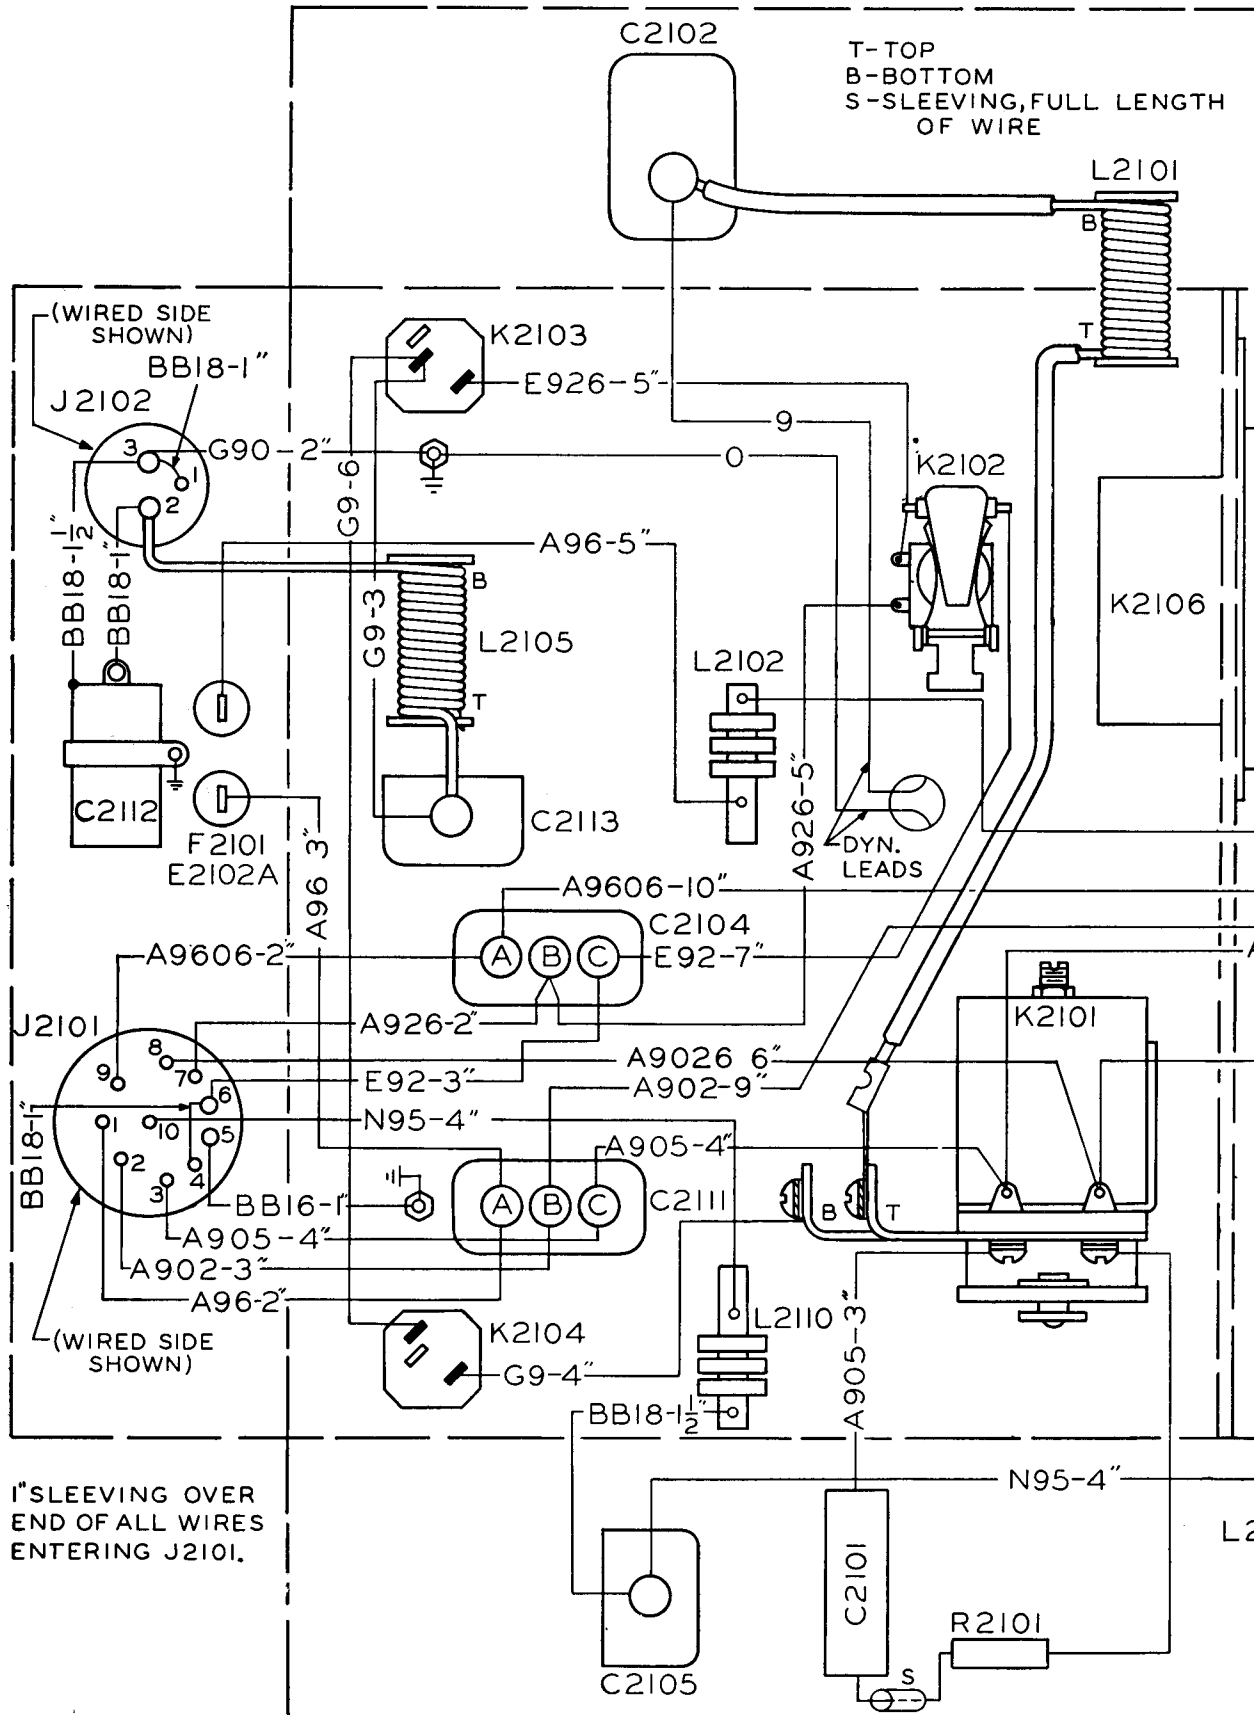 C2102
T-TOP
B-BOTTOM
S-SLEEVING, FULL LENGTH
OF WIRE
L2101
B
T
(WIRED SIDE
SHOWN)
BB18-1"
J2102
K2103
E926-5"
9
3
G90-2"
O
K2102
1
2
G9-6
BB18-1½"
BB18-1"
A96-5"
B
K2106
G9-3
L2105
L2102
T
C2112
C2113
A926-5"
DYN.
LEADS
F2101
E2102A
A96 3"
A9606-10"
C2104
A9606-2"
A
B
C
E92-7"
A
K2101
J2101
A926-2"
8
9
7
A9026 6"
E92-3"
A902-9"
6
BB18-1"
N95-4"
1
10
5
A905-4"
2
4
3
BB16-1"
A
B
C
C2111
B
T
A905-4"
A902-3"
A96-2"
L2110
K2104
(WIRED SIDE
SHOWN)
G9-4"
A905-3"
BB18-1½"
N95-4"
1" SLEEVING OVER
END OF ALL WIRES
ENTERING J2101.
L2
C2101
R2101
S
C2105